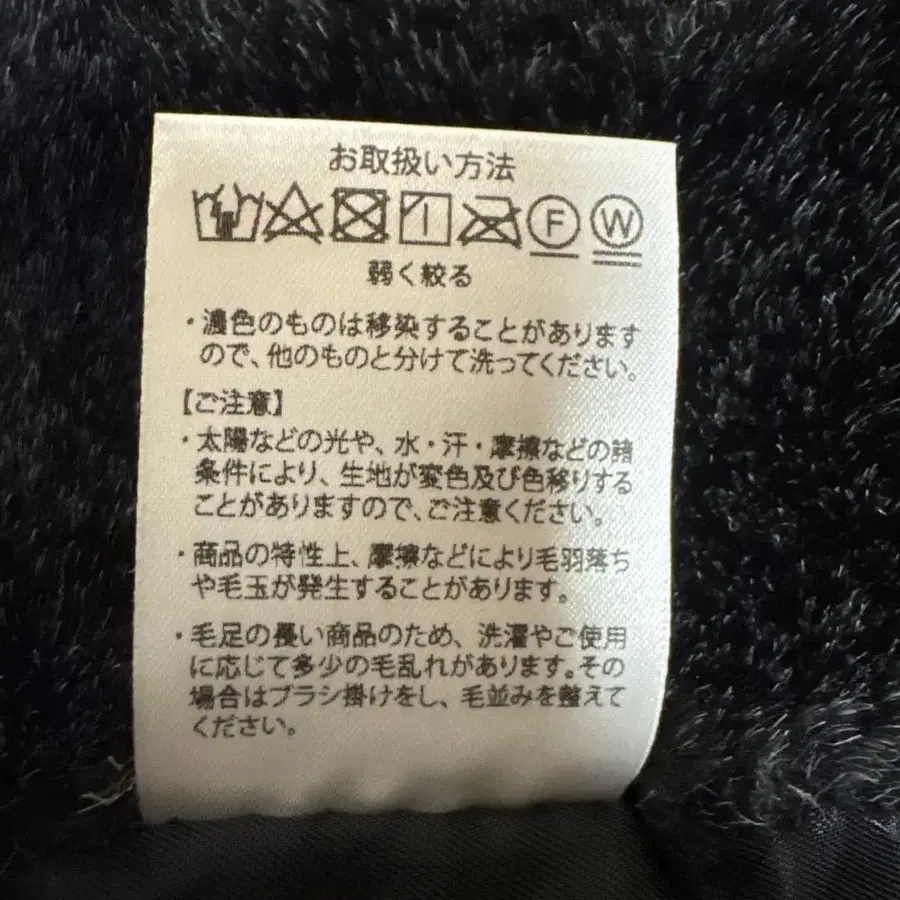 お取扱い方法
F W
弱く絞る
・濃色のものは移染することがあります
ので、他のものと分けて洗ってください。
【ご注意】
・太陽などの光や、水・汗・摩擦などの諸
条件により、生地が変色及び色移りする
ことがありますので、ご注意ください。
・商品の特性上、摩擦などにより毛羽落ち
や毛玉が発生することがあります。
・毛足の長い商品のため、洗濯やご使用
に応じて多少の毛乱れがあります。その
場合はブラシ掛けをし、毛並みを整えて
ください。